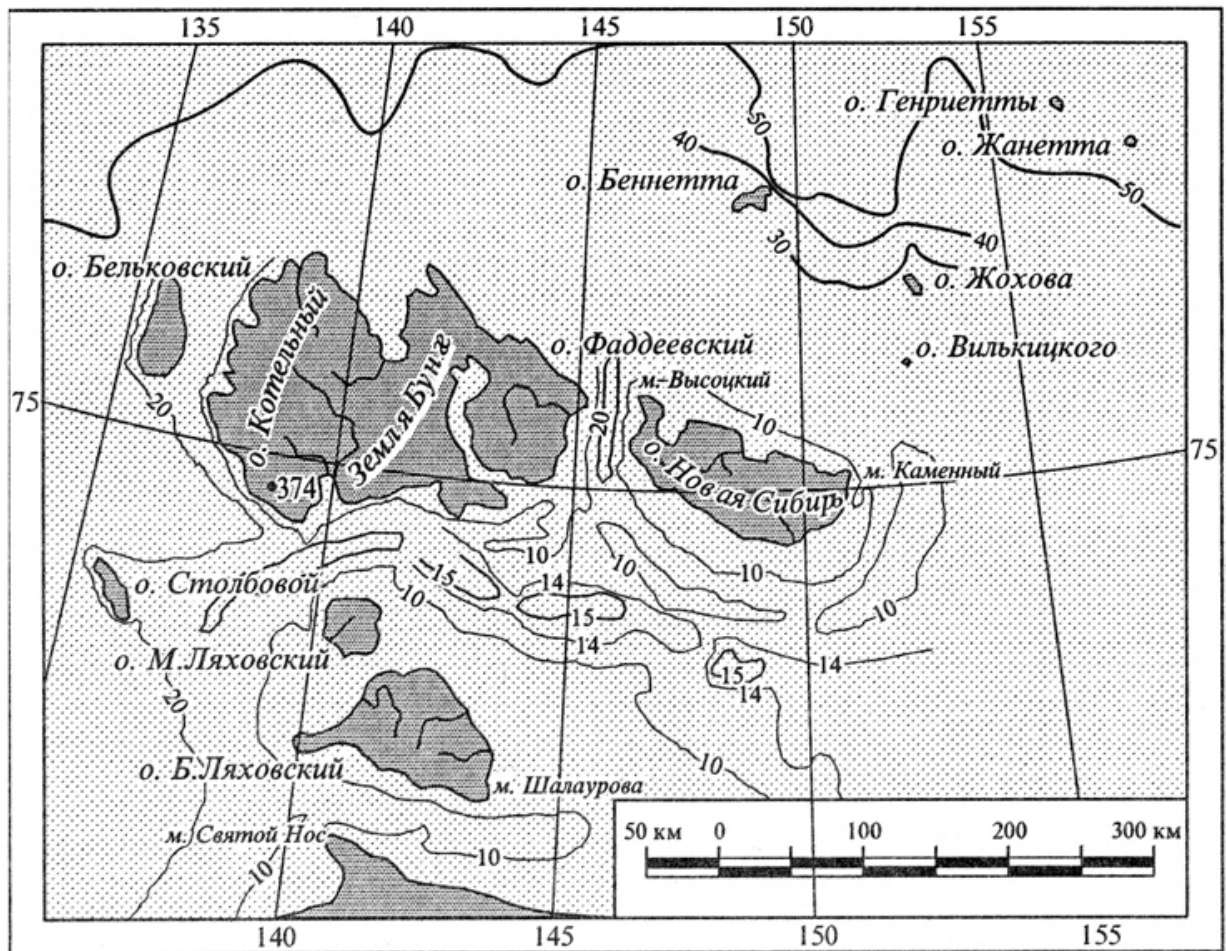 135 140 145 150 155
о. Генриетты
50
о. Жанетта
40
о. Беннетта
50
30
40
о. Бельковский
о. Жохова
о. Котельный
Земля Бунге
о. Фаддеевский
о. Вилькицкого
м. Высоцкий
20
20
10
75
75
о. Новая Сибирь
м. Каменный
374
10
10
10
15
14
о. Столбовой
10
15
10
14
14
о. М.Ляховский
15
14
20
10
о. Б.Ляховский
м. Шалаурова
м. Святой Нос
10
10
50 км 0 100 200 300 км
140 145 150 155